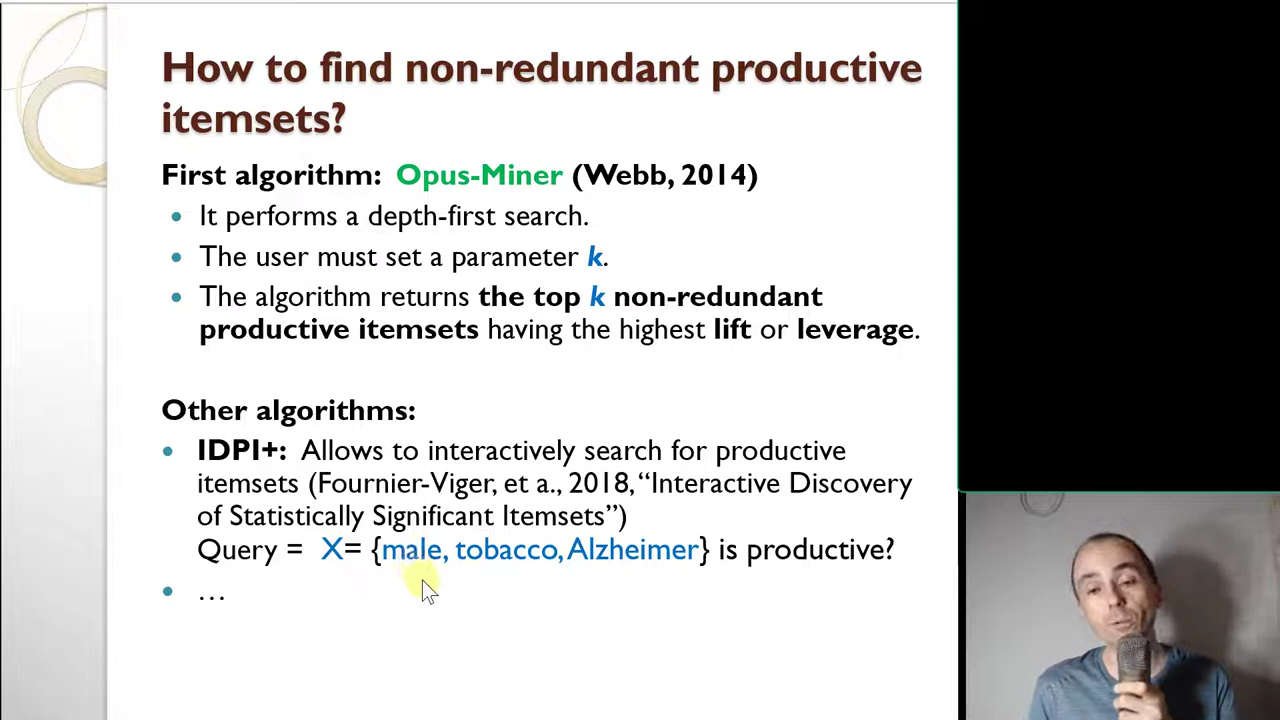 How to find non-redundant productive
itemsets?
First algorithm: Opus-Miner (Webb, 2014)
• It performs a depth-first search.
• The user must set a parameter k.
• The algorithm returns the top k non-redundant
productive itemsets having the highest lift or leverage.
Other algorithms:
• IDPI+: Allows to interactively search for productive
itemsets (Fournier-Viger, et a., 2018, “Interactive Discovery
of Statistically Significant Itemsets”)
Query = X= {male, tobacco, Alzheimer} is productive?
• …